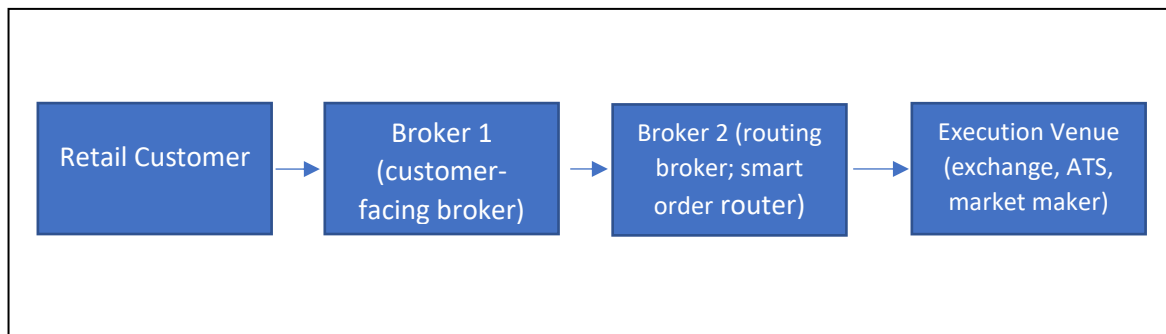 Retail Customer
Broker 1
(customer-
facing broker)
Broker 2 (routing
broker; smart
order router)
Execution Venue
(exchange, ATS,
market maker)